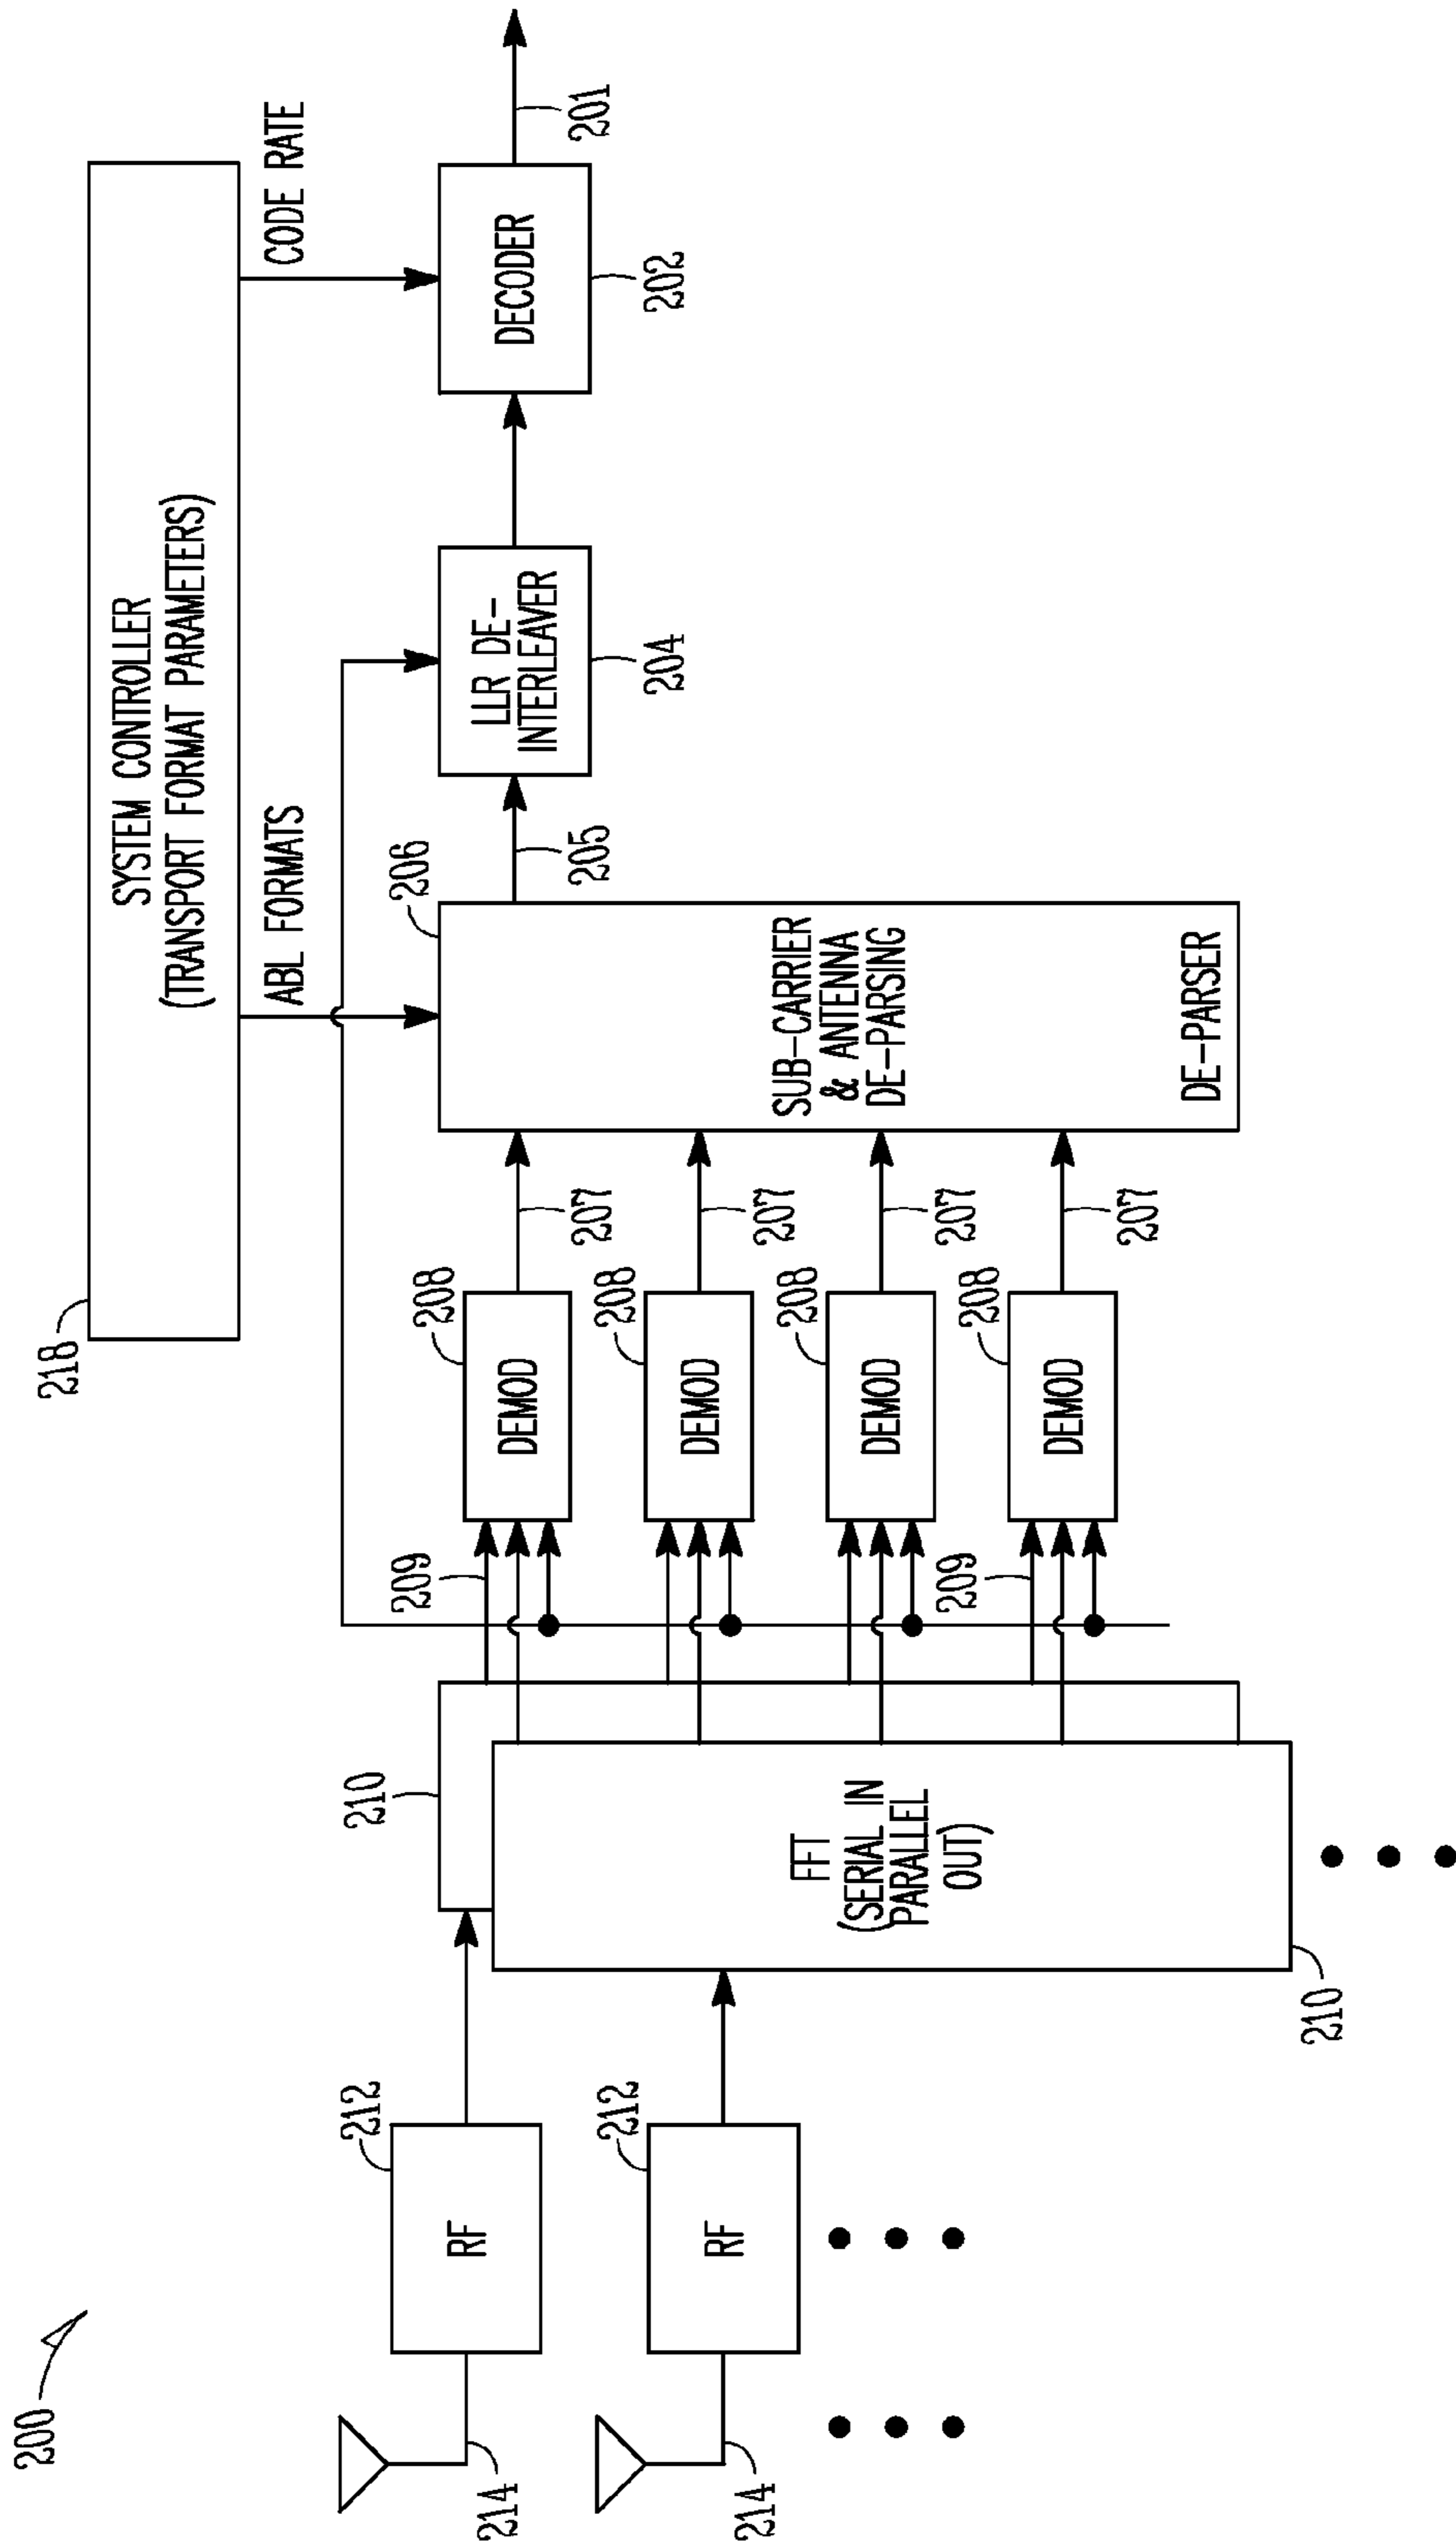 200
218
SYSTEM CONTROLLER
(TRANSPORT FORMAT PARAMETERS)
ABL FORMATS
CODE RATE
214
RF
212
214
RF
212
210
FFT
(SERIAL IN
PARALLEL
OUT)
210
209
209
DEMOD
208
DEMOD
208
DEMOD
208
DEMOD
208
207
207
207
207
206
SUB-CARRIER
& ANTENNA
DE-PARSING
DE-PARSER
205
LLR DE-
INTERLEAVER
204
DECODER
202
201